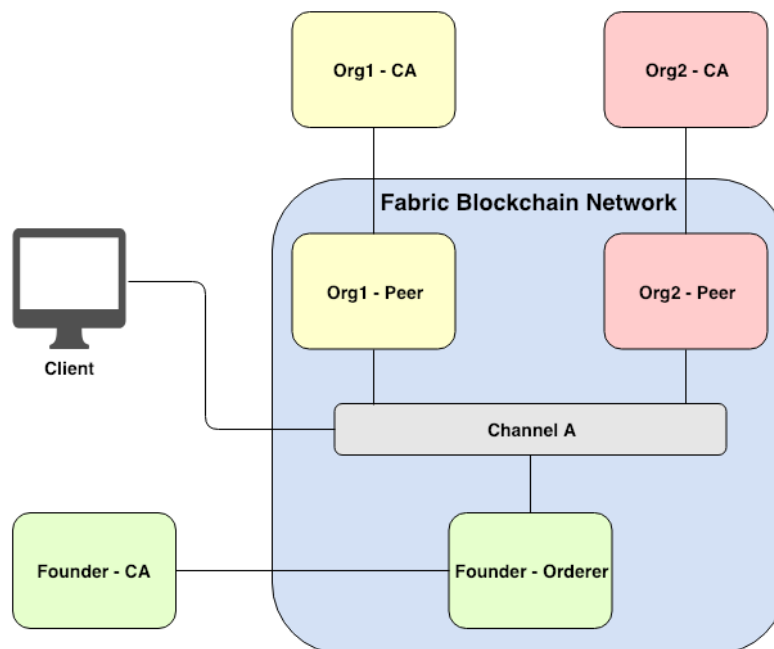 Org1 - CA
Org2 - CA
Fabric Blockchain Network
Org1 - Peer
Org2 - Peer
Client
Channel A
Founder - CA
Founder - Orderer